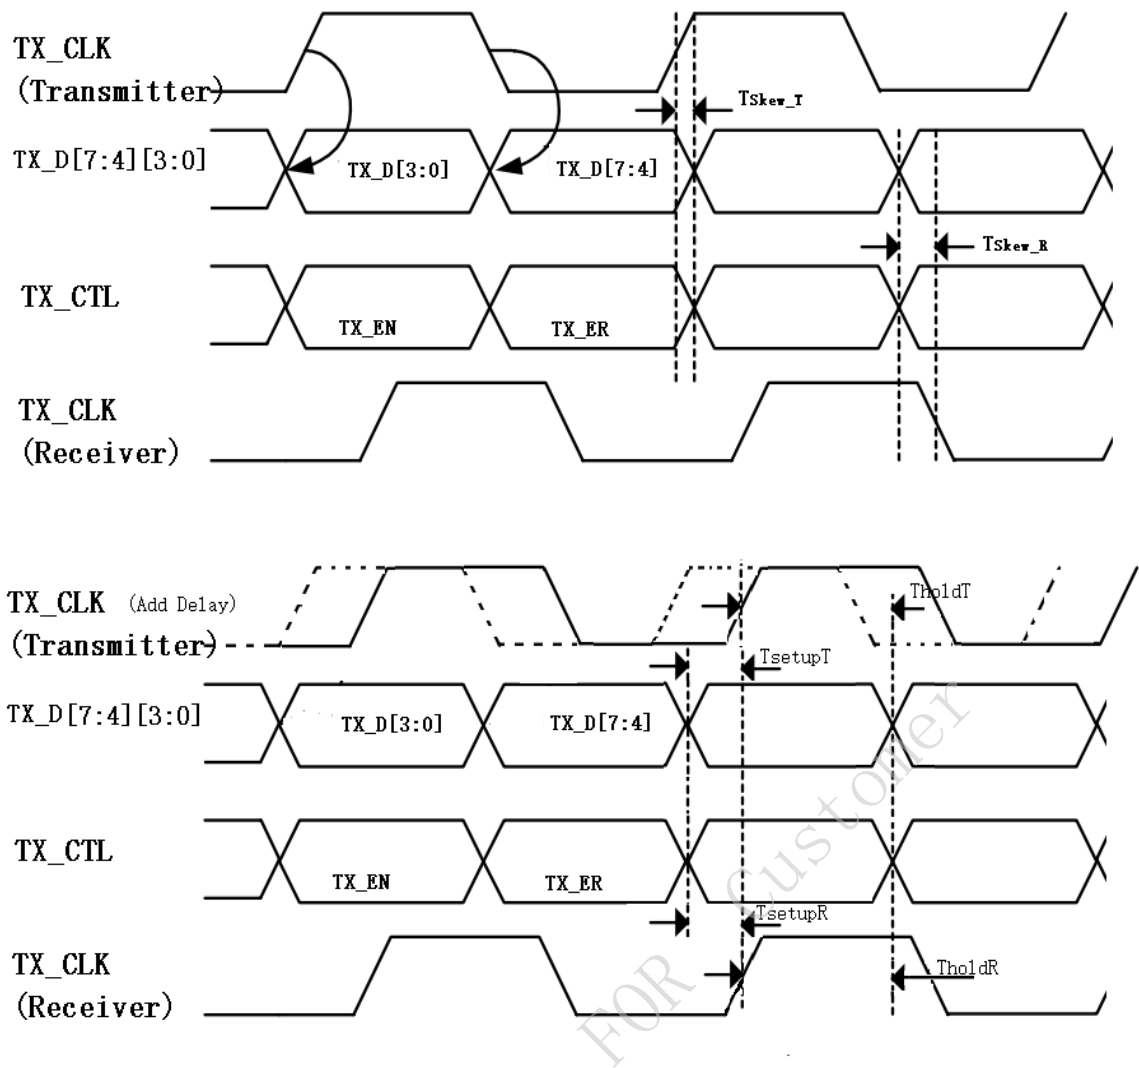 TX_CLK
(Transmitter)
Tskew_T
TX_D[7:4][3:0]
TX_D[3:0]
TX_D[7:4]
Tskew_R
TX_CTL
TX_EN
TX_ER
TX_CLK
(Receiver)
TX_CLK (Add Delay)
(Transmitter)
TholdT
TsetupT
TX_D[7:4][3:0]
TX_D[3:0]
TX_D[7:4]
TX_CTL
TX_EN
TX_ER
TsetupR
TX_CLK
(Receiver)
TholdR
FOR Customer